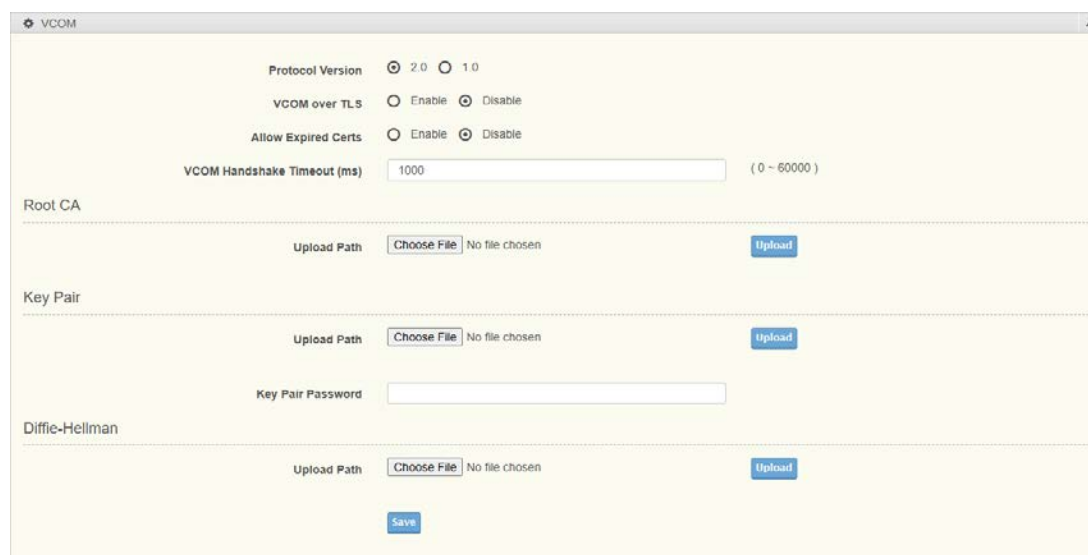 VCOM
Protocol Version 2.0 1.0
VCOM over TLS Enable Disable
Allow Expired Certs Enable Disable
VCOM Handshake Timeout (ms) 1000 ( 0 ~ 60000 )
Root CA
Upload Path Choose File No file chosen Upload
Key Pair
Upload Path Choose File No file chosen Upload
Key Pair Password
Diffie-Hellman
Upload Path Choose File No file chosen Upload
Save